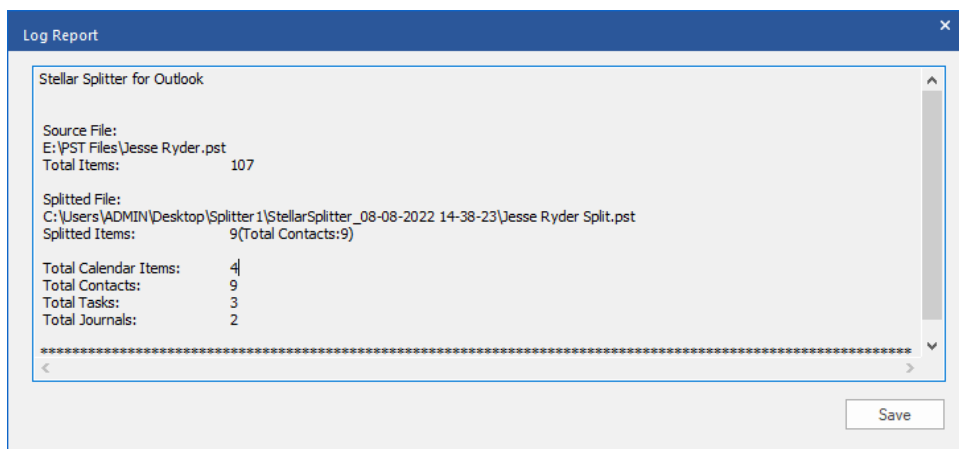 Log Report
Stellar Splitter for Outlook
Source File:
E:\PST Files\Jesse Ryder.pst
Total Items: 107
Splitted File:
C:\Users\ADMIN\Desktop\Splitter1\StellarSplitter_08-08-2022 14-38-23\Jesse Ryder Split.pst
Splitted Items: 9(Total Contacts:9)
Total Calendar Items: 4
Total Contacts: 9
Total Tasks: 3
Total Journals: 2
******************************************************************************************************************
Save